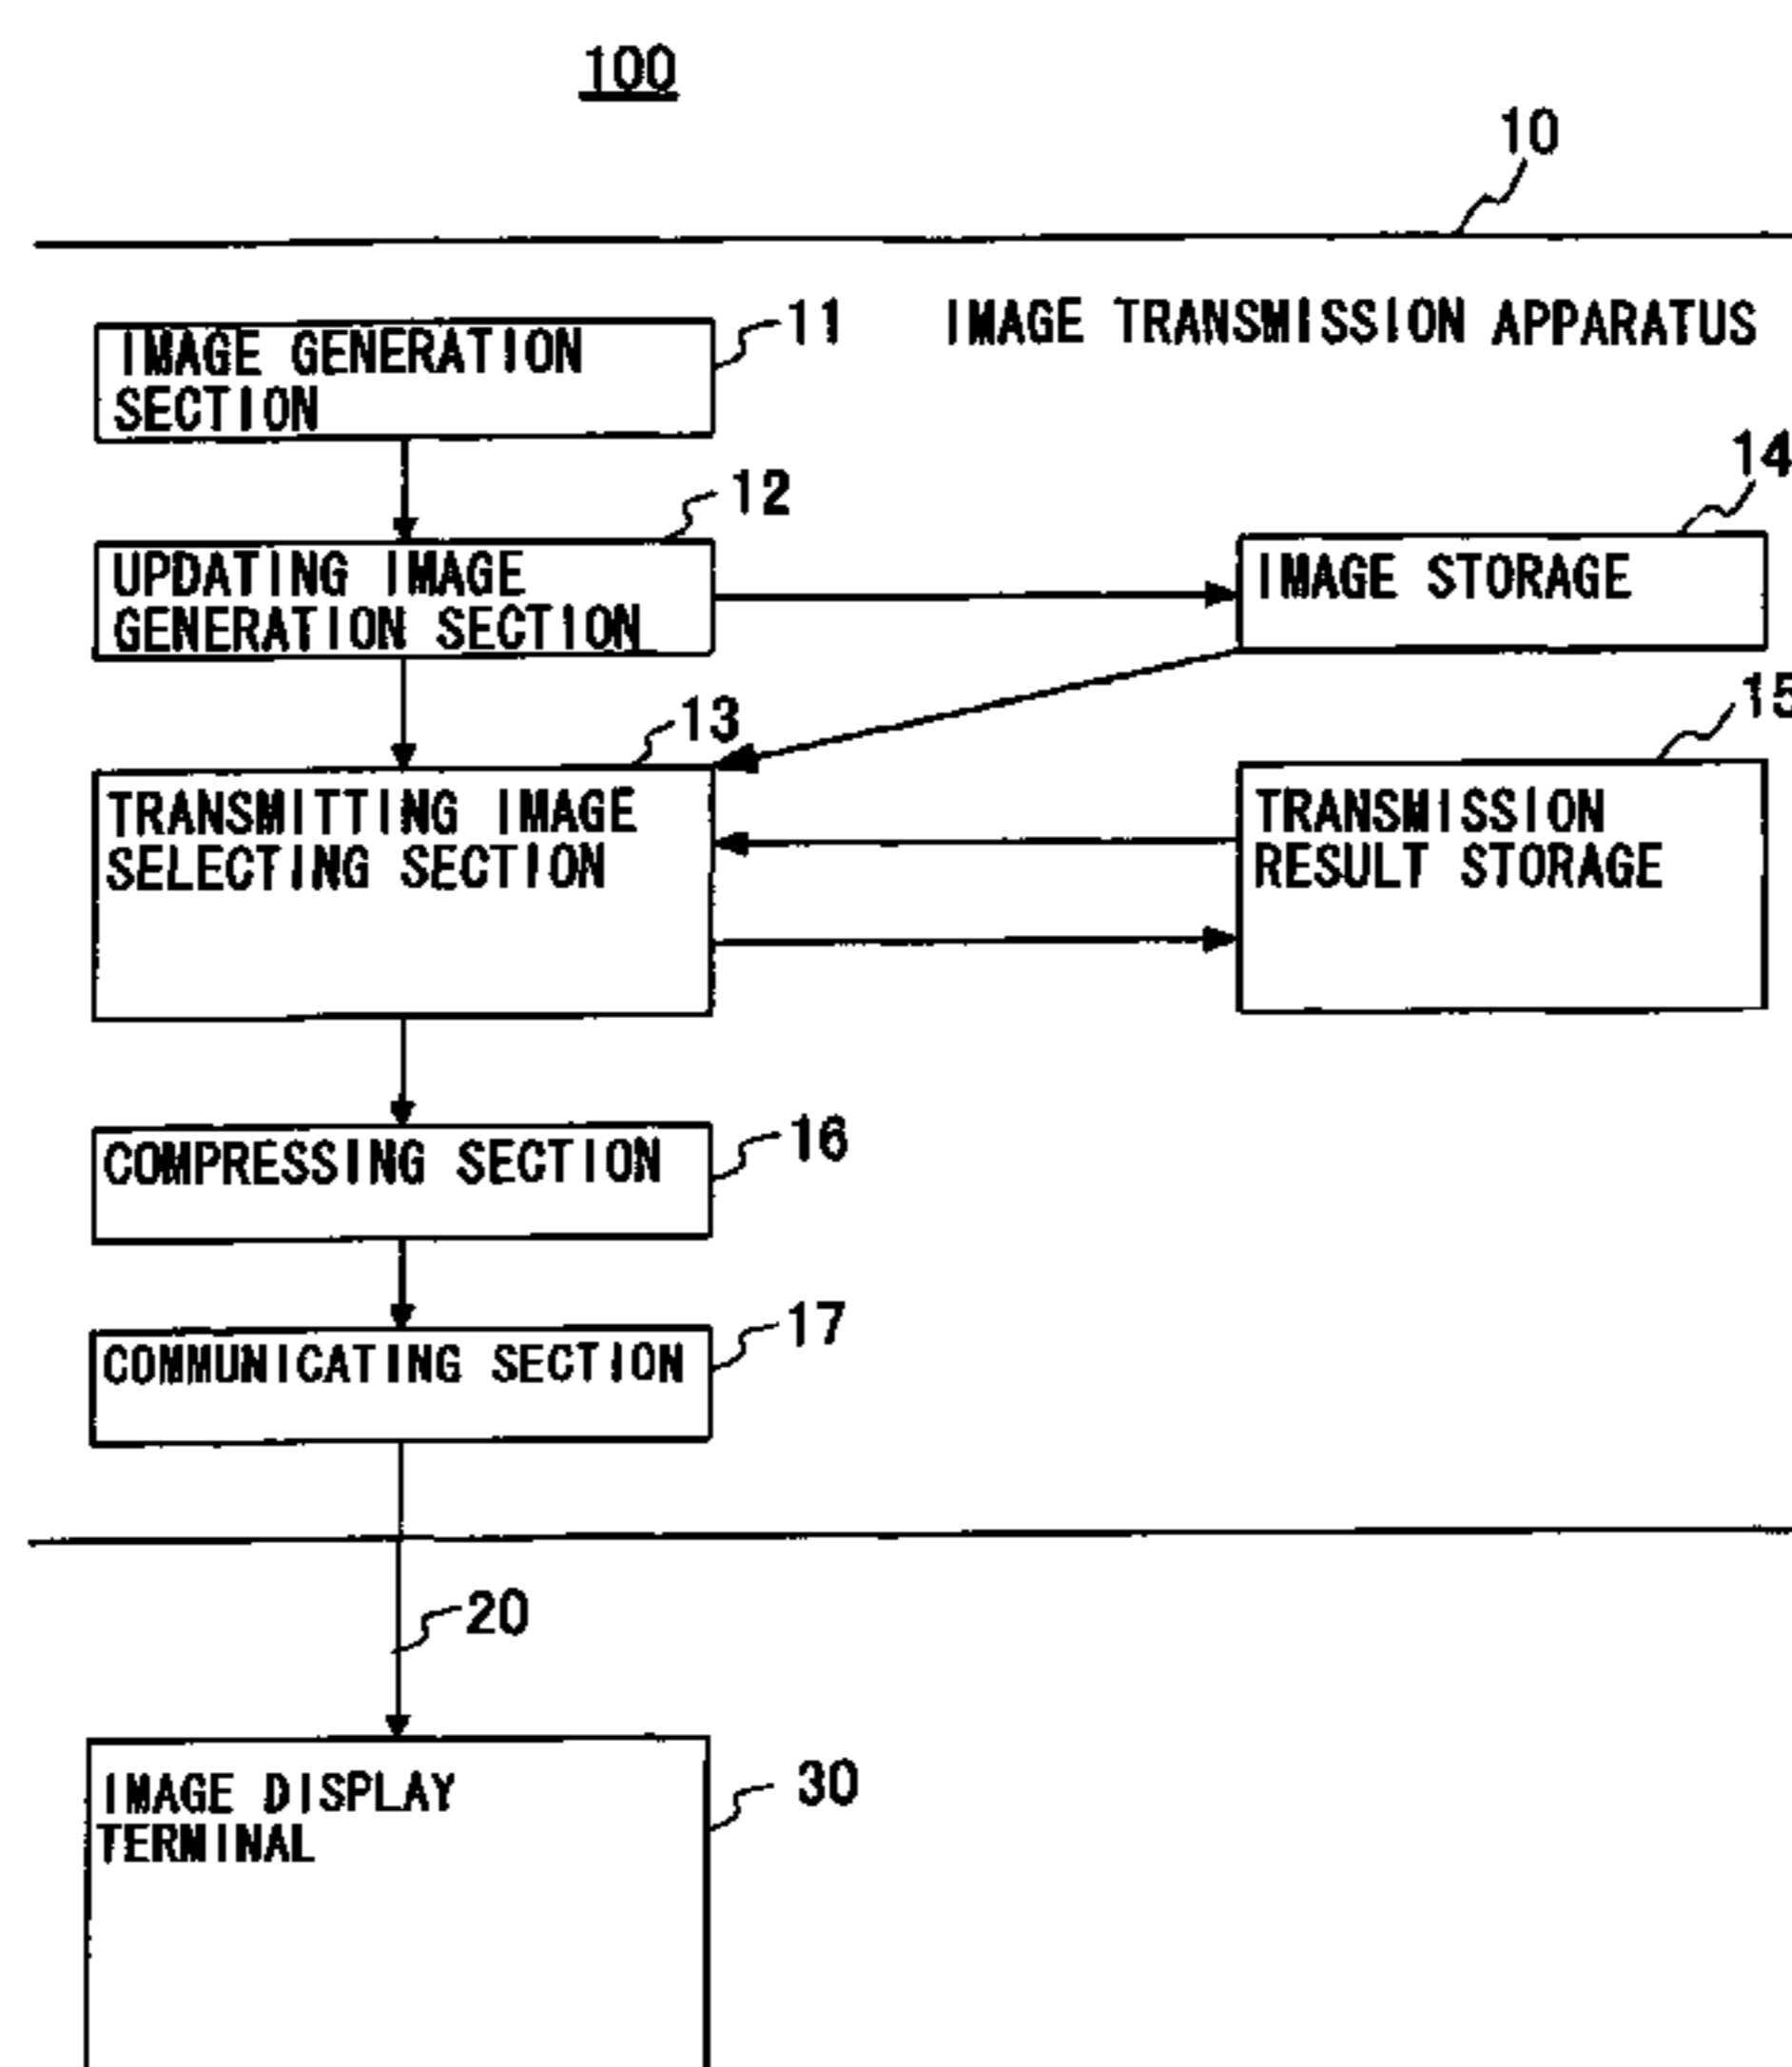 100
10
IMAGE TRANSMISSION APPARATUS
11
IMAGE GENERATION
SECTION
12
UPDATING IMAGE
GENERATION SECTION
14
IMAGE STORAGE
13
TRANSMITTING IMAGE
SELECTING SECTION
15
TRANSMISSION
RESULT STORAGE
16
COMPRESSING SECTION
17
COMMUNICATING SECTION
20
30
IMAGE DISPLAY
TERMINAL